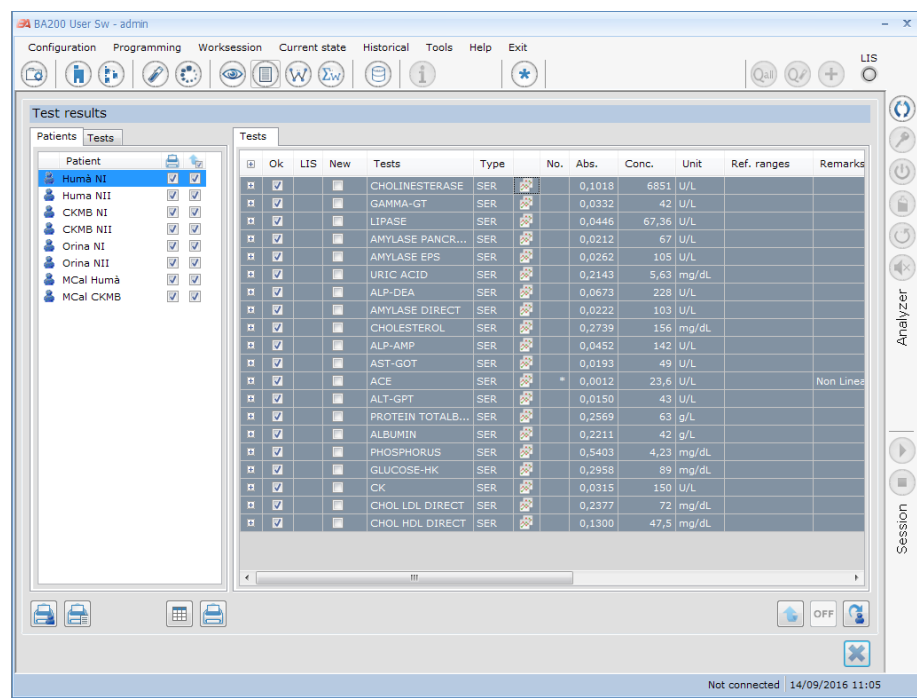 BA200 User Sw - admin
Configuration Programming Worksession Current state Historical Tools Help Exit
LIS
Qall Q W Σw
Test results
Patients Tests
Tests
Patient
Humà NI
Huma NII
CKMB NI
CKMB NII
Orina NI
Orina NII
MCal Humà
MCal CKMB
Ok LIS New Tests Type No. Abs. Conc. Unit Ref. ranges Remarks
CHOLINESTERASE SER 0,1018 6851 U/L
GAMMA-GT SER 0,0332 42 U/L
LIPASE SER 0,0446 67,36 U/L
AMYLASE PANCR... SER 0,0212 67 U/L
AMYLASE EPS SER 0,0262 105 U/L
URIC ACID SER 0,2143 5,63 mg/dL
ALP-DEA SER 0,0673 228 U/L
AMYLASE DIRECT SER 0,0222 103 U/L
CHOLESTEROL SER 0,2739 156 mg/dL
ALP-AMP SER 0,0452 142 U/L
AST-GOT SER 0,0193 49 U/L
ACE SER * 0,0012 23,6 U/L Non Linea
ALT-GPT SER 0,0150 43 U/L
PROTEIN TOTALB... SER 0,2569 63 g/L
ALBUMIN SER 0,2211 42 g/L
PHOSPHORUS SER 0,5403 4,23 mg/dL
GLUCOSE-HK SER 0,2958 89 mg/dL
CK SER 0,0315 150 U/L
CHOL LDL DIRECT SER 0,2377 72 mg/dL
CHOL HDL DIRECT SER 0,1300 47,5 mg/dL
Analyzer
Session
OFF
Not connected 14/09/2016 11:05